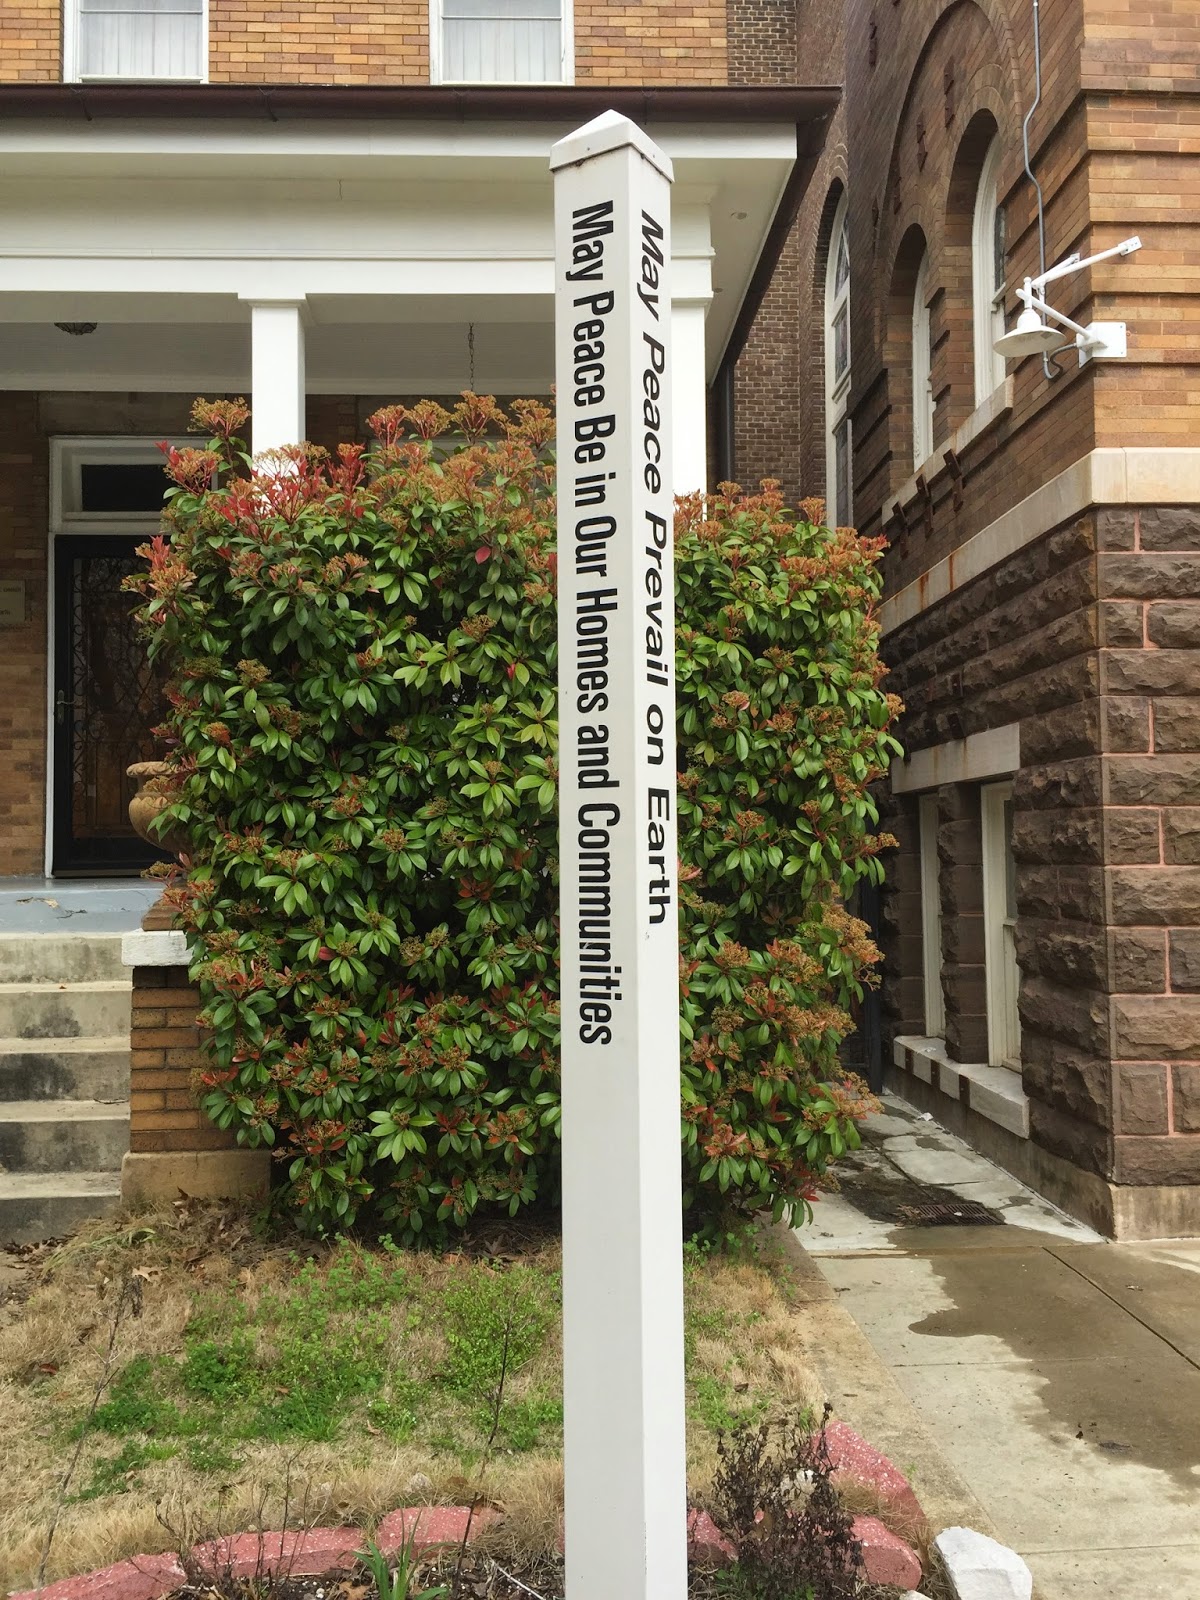 May Peace Be in Our Homes and Communities
May Peace Prevail on Earth